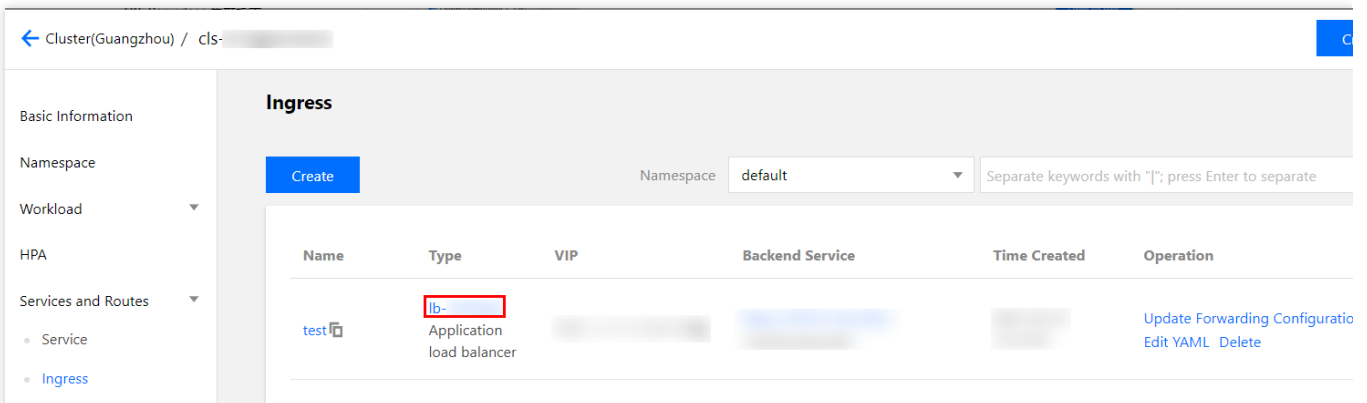 Cluster(Guangzhou) / cls-
Basic Information
Namespace
Workload
HPA
Services and Routes
Service
Ingress
Ingress
Create
Namespace
default
Separate keywords with "|"; press Enter to separate
Name Type VIP Backend Service Time Created Operation
test
lb-
Application
load balancer
Update Forwarding Configuratio
Edit YAML Delete